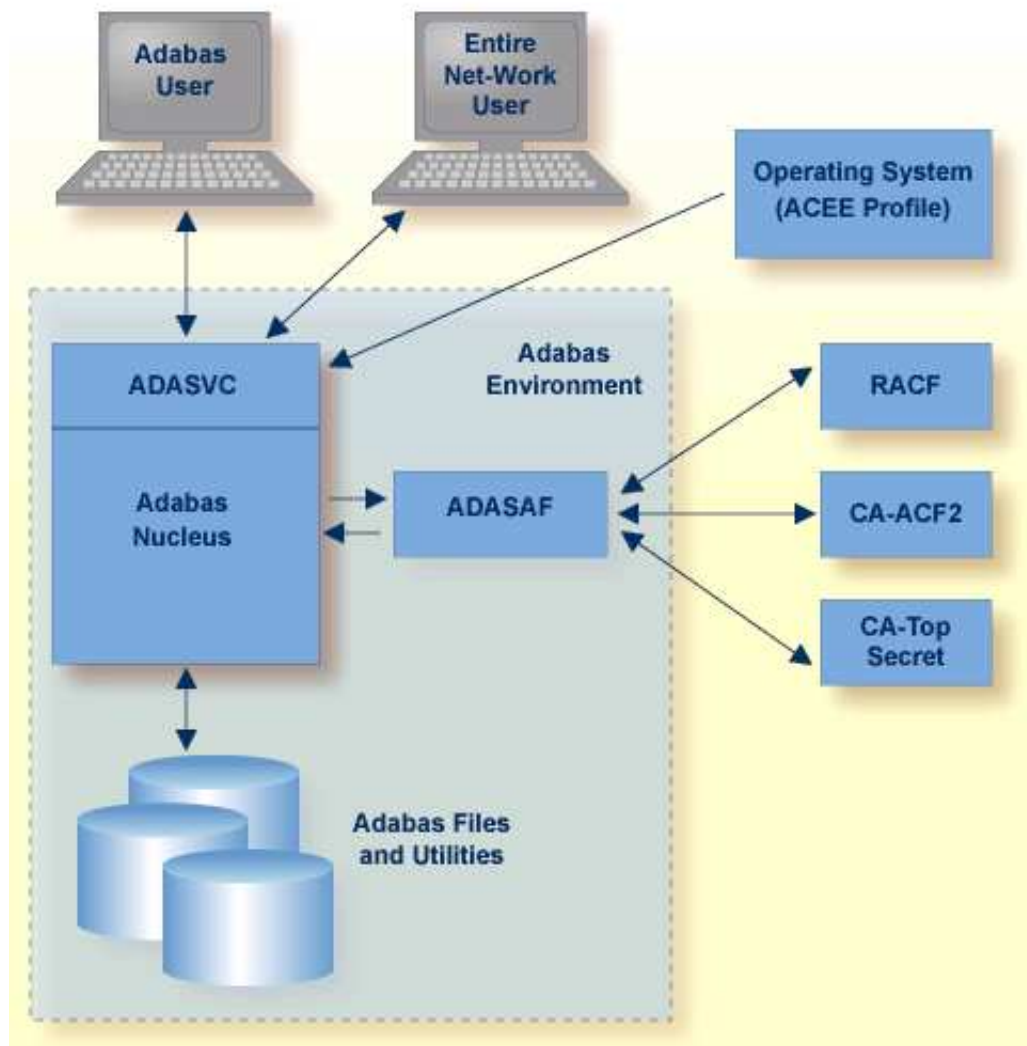 Adabas
User
Entire
Net-Work
User
Operating System
(ACEE Profile)
ADASVC
Adabas
Environment
RACF
Adabas
Nucleus
ADASAF
CA-ACF2
CA-Top
Secret
Adabas Files
and Utilities